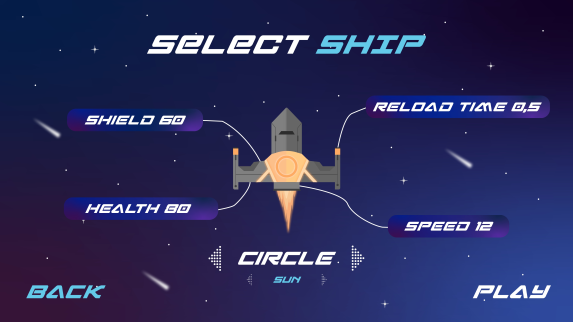 SELECT SHIP
SHIELD 60
RELOAD TIME 0,5
HEALTH 80
SPEED 12
CIRCLE
SUN
BACK
PLAY